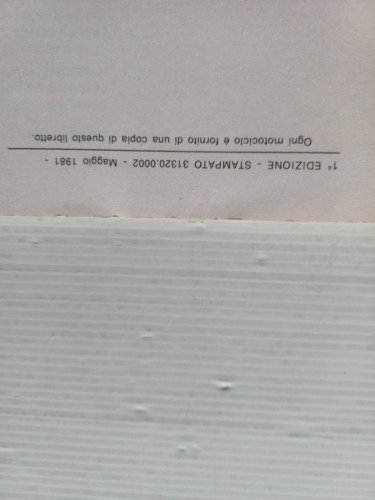 Ogni motociclo è fornito di una copia di questo libretto.
1ª EDIZIONE - STAMPATO 31320.0002 - Maggio 1981 -